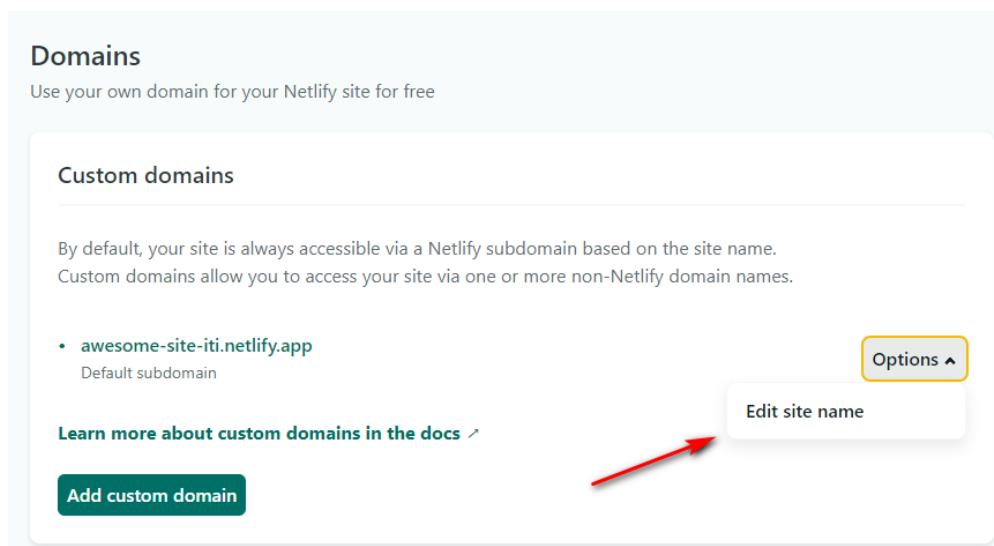 Domains
Use your own domain for your Netlify site for free
Custom domains
By default, your site is always accessible via a Netlify subdomain based on the site name.
Custom domains allow you to access your site via one or more non-Netlify domain names.
• awesome-site-iti.netlify.app
Default subdomain
Options
Edit site name
Learn more about custom domains in the docs ↗
Add custom domain